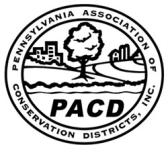 PENNSYLVANIA ASSOCIATION OF
CONSERVATION DISTRICTS, INC.
PACD